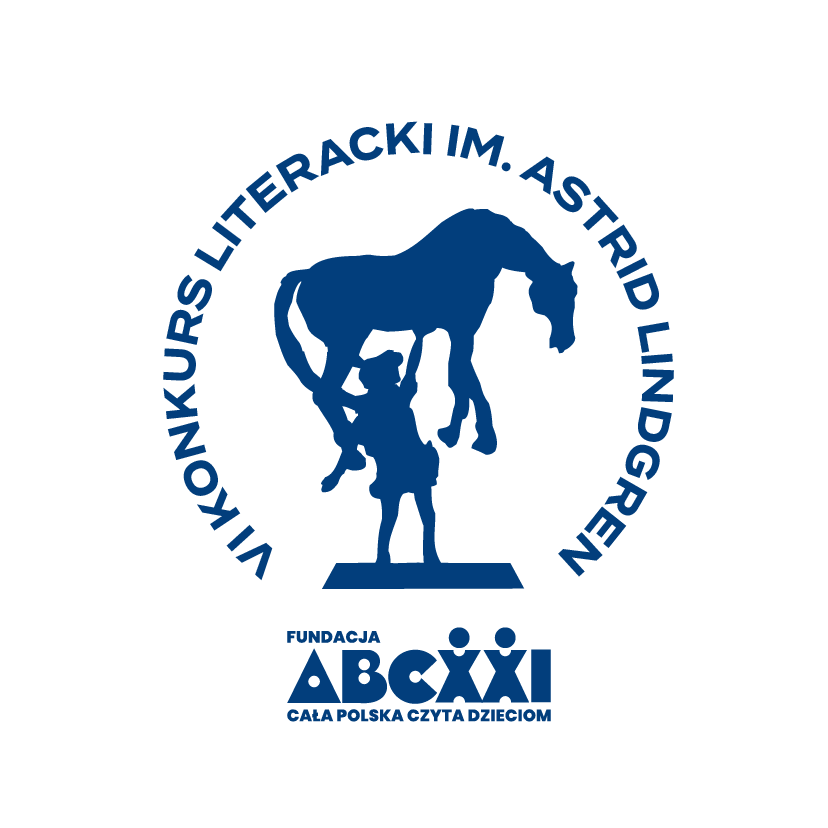 VI KONKURS LITERACKI IM. ASTRID LINDGREN
FUNDACJA
ABCXXI
CAŁA POLSKA CZYTA DZIECIOM